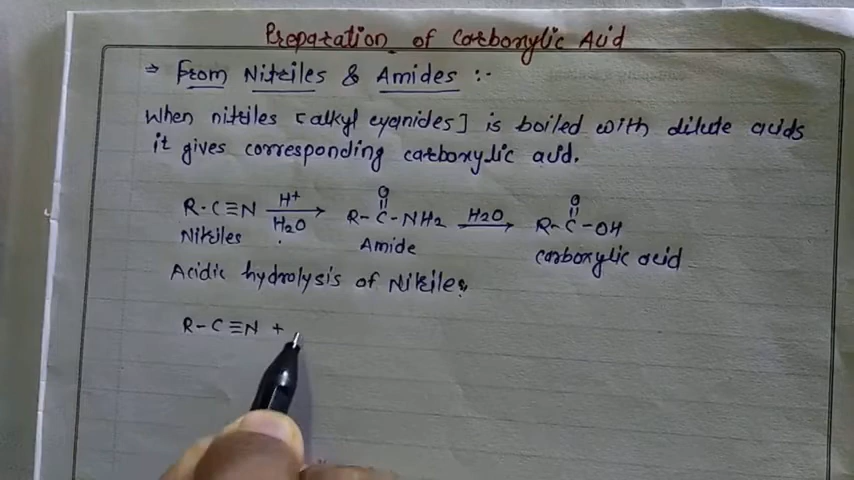 Preparation of Carboxylic Acid
⇒ From Nitriles & Amides :-
When nitriles [alkyl cyanides] is boiled with dilute acids
it gives corresponding carboxylic acid.
R-C≡N H+ / H2O → R-C(=O)-NH2 H2O → R-C(=O)-OH
Nitriles Amide carboxylic acid
Acidic hydrolysis of Nitriles
R-C≡N +